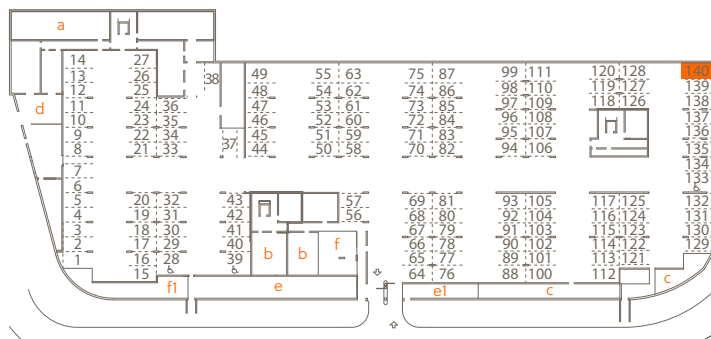 a
14 27 38 49 55 63 75 87 99 111 120 128 140
13 26 48 54 62 74 86 98 110 119 127 139
12 25 47 53 61 73 85 97 109 118 126 138
d 11 24 36 46 52 60 72 84 96 108 137
10 23 35 45 51 59 71 83 95 107 136
9 22 34 37 44 50 58 70 82 94 106 135
8 21 33 134
7 133
6
5 20 32 43 57 69 81 93 105 117 125 132
4 19 31 42 56 68 80 92 104 116 124 131
3 18 30 41 67 79 91 103 115 123 130
2 17 29 40 b b f 66 78 90 102 114 122 129
1 16 28 39 65 77 89 101 113 121
15 64 76 88 100 112 c
f1 e e1 c